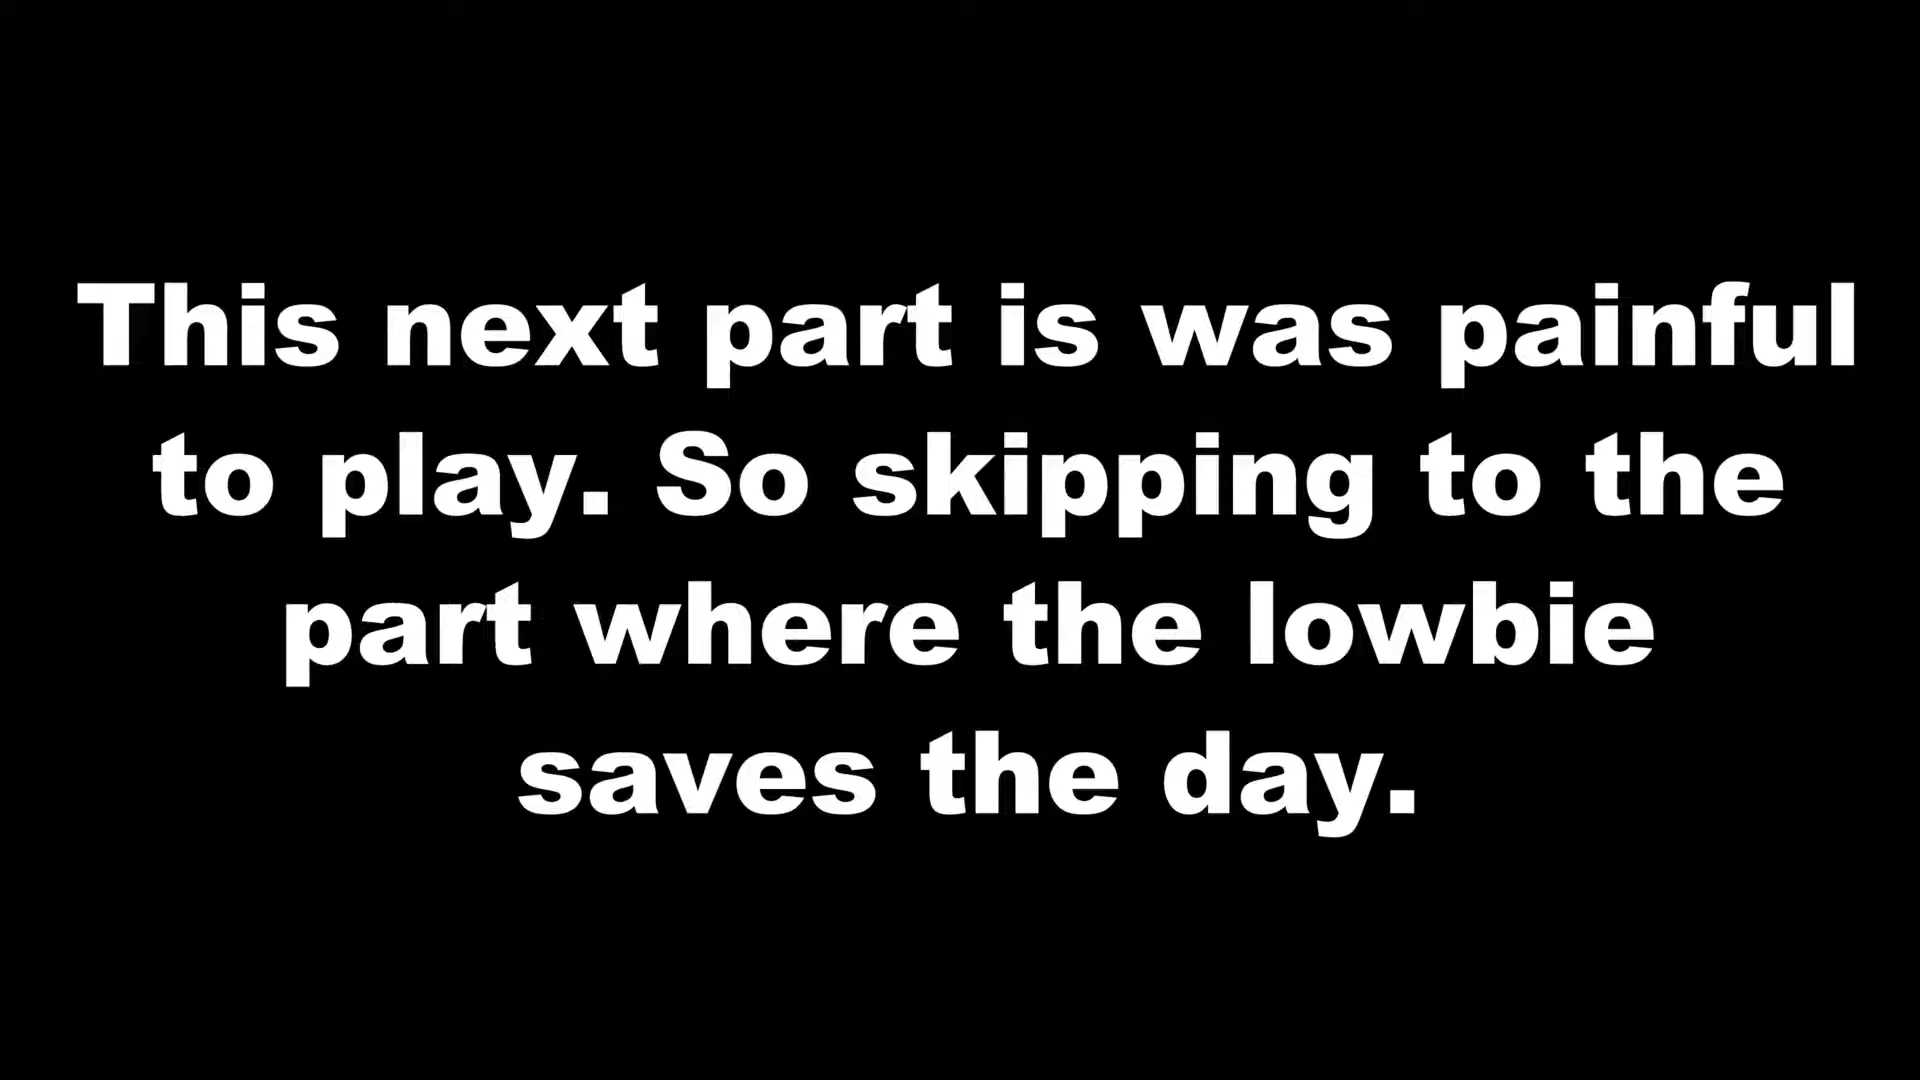 This next part is was painful
to play. So skipping to the
part where the lowbie
saves the day.